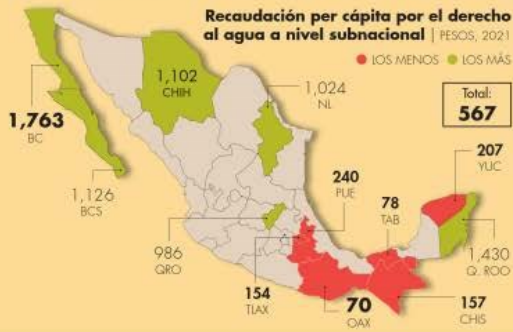 Recaudación per cápita por el derecho
al agua a nivel subnacional | PESOS, 2021
LOS MENOS LOS MÁS
1,102
CHIH
1,024
NL
Total:
567
1,763
BC
207
YUC
240
PUE
1,126
BCS
78
TAB
986
QRO
1,430
Q. ROO
154
TLAX
70
OAX
157
CHIS